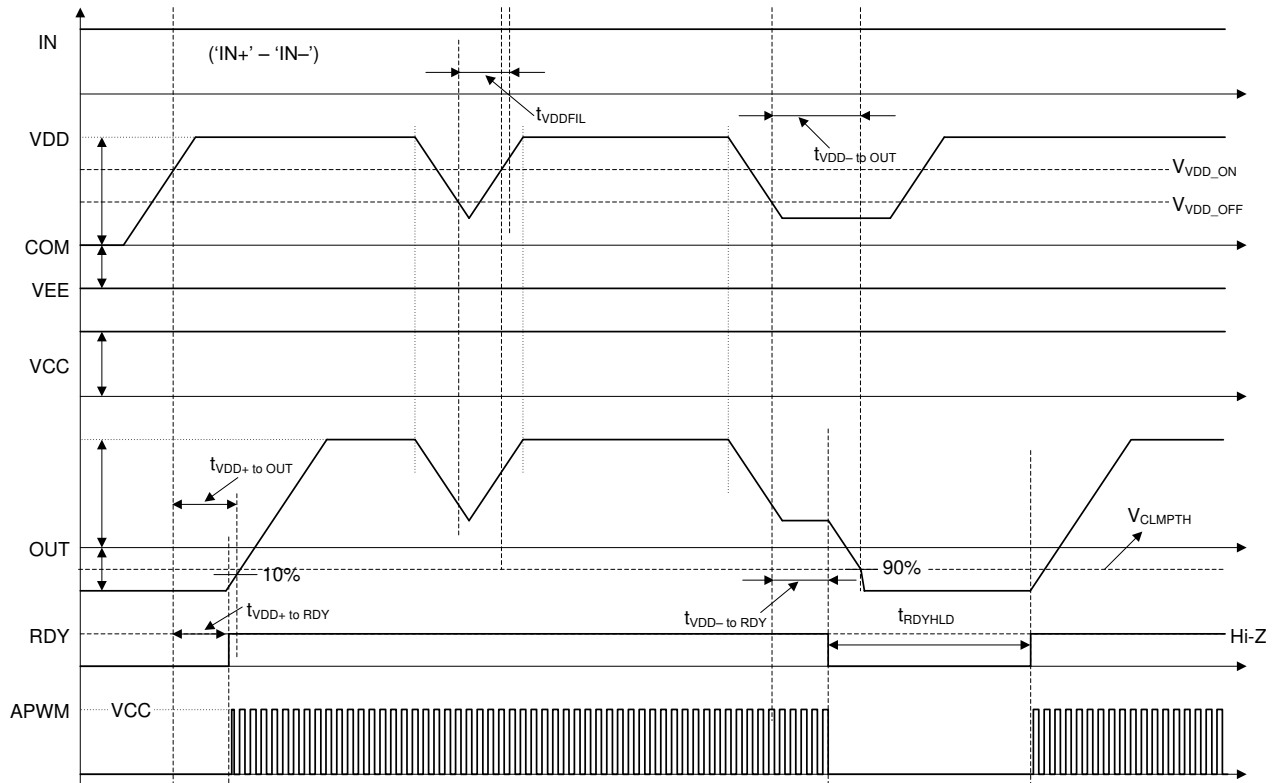 IN
('IN+' – 'IN–')
tVDDFIL
VDD
tVDD– to OUT
VVDD_ON
VVDD_OFF
COM
VEE
VCC
tVDD+ to OUT
VCLMPTH
OUT
10%
90%
tVDD+ to RDY
tVDD– to RDY
tRDYHLD
RDY
Hi-Z
APWM
VCC